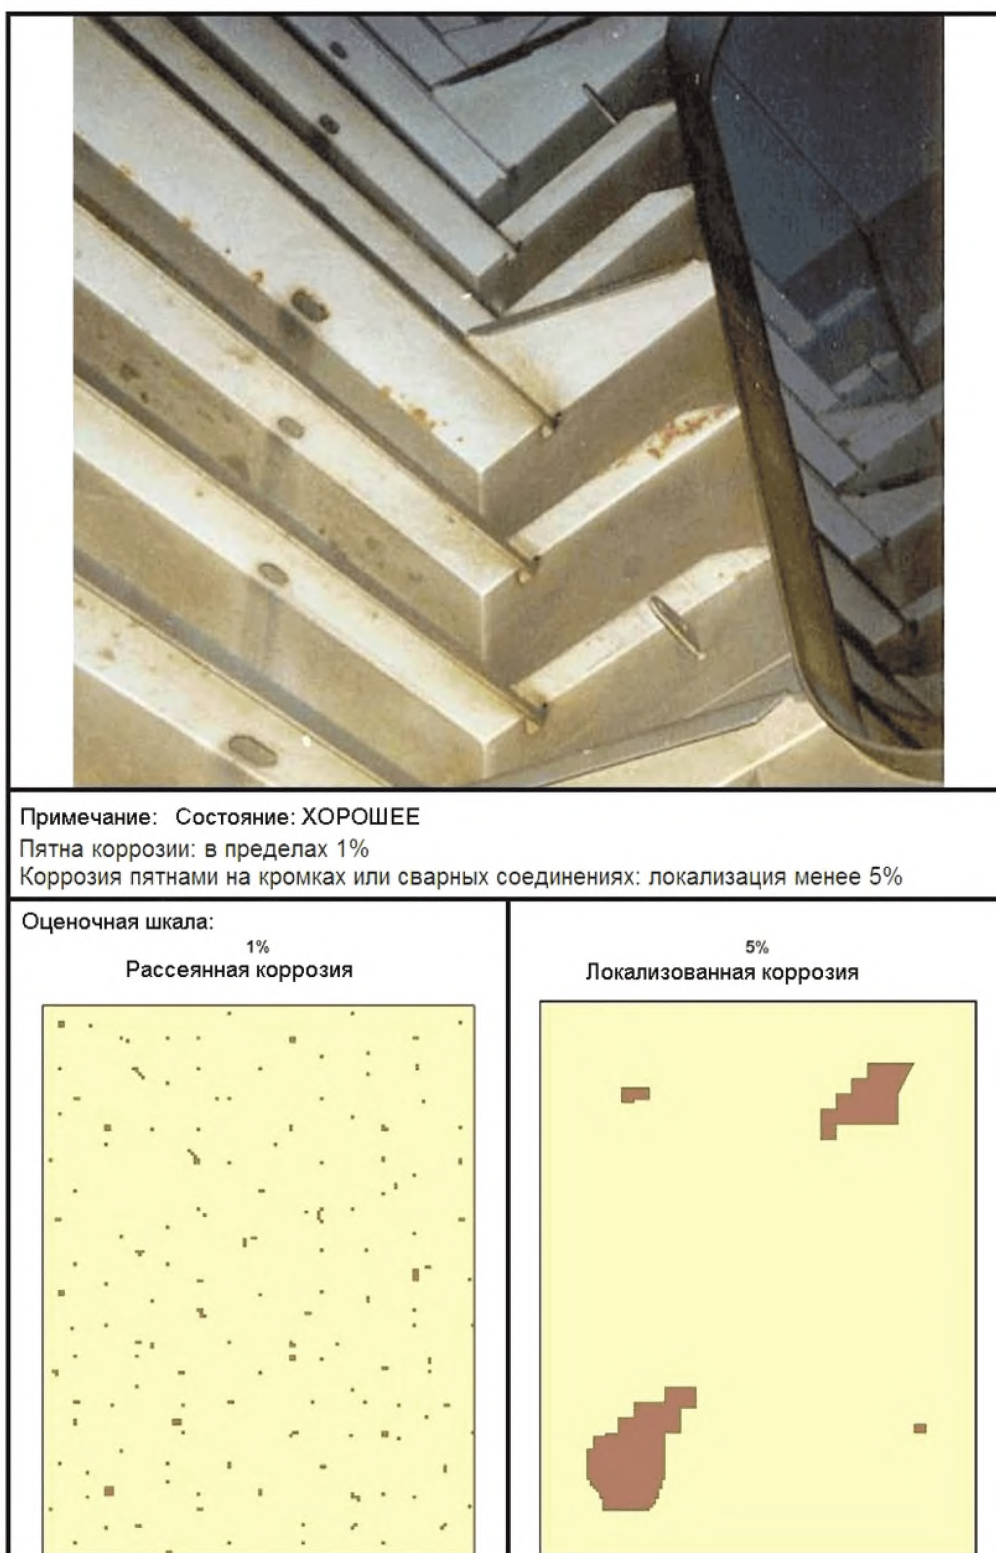 Примечание: Состояние: ХОРОШЕЕ
Пятна коррозии: в пределах 1%
Коррозия пятнами на кромках или сварных соединениях: локализация менее 5%
Оценочная шкала:
1%
Рассеянная коррозия
5%
Локализованная коррозия